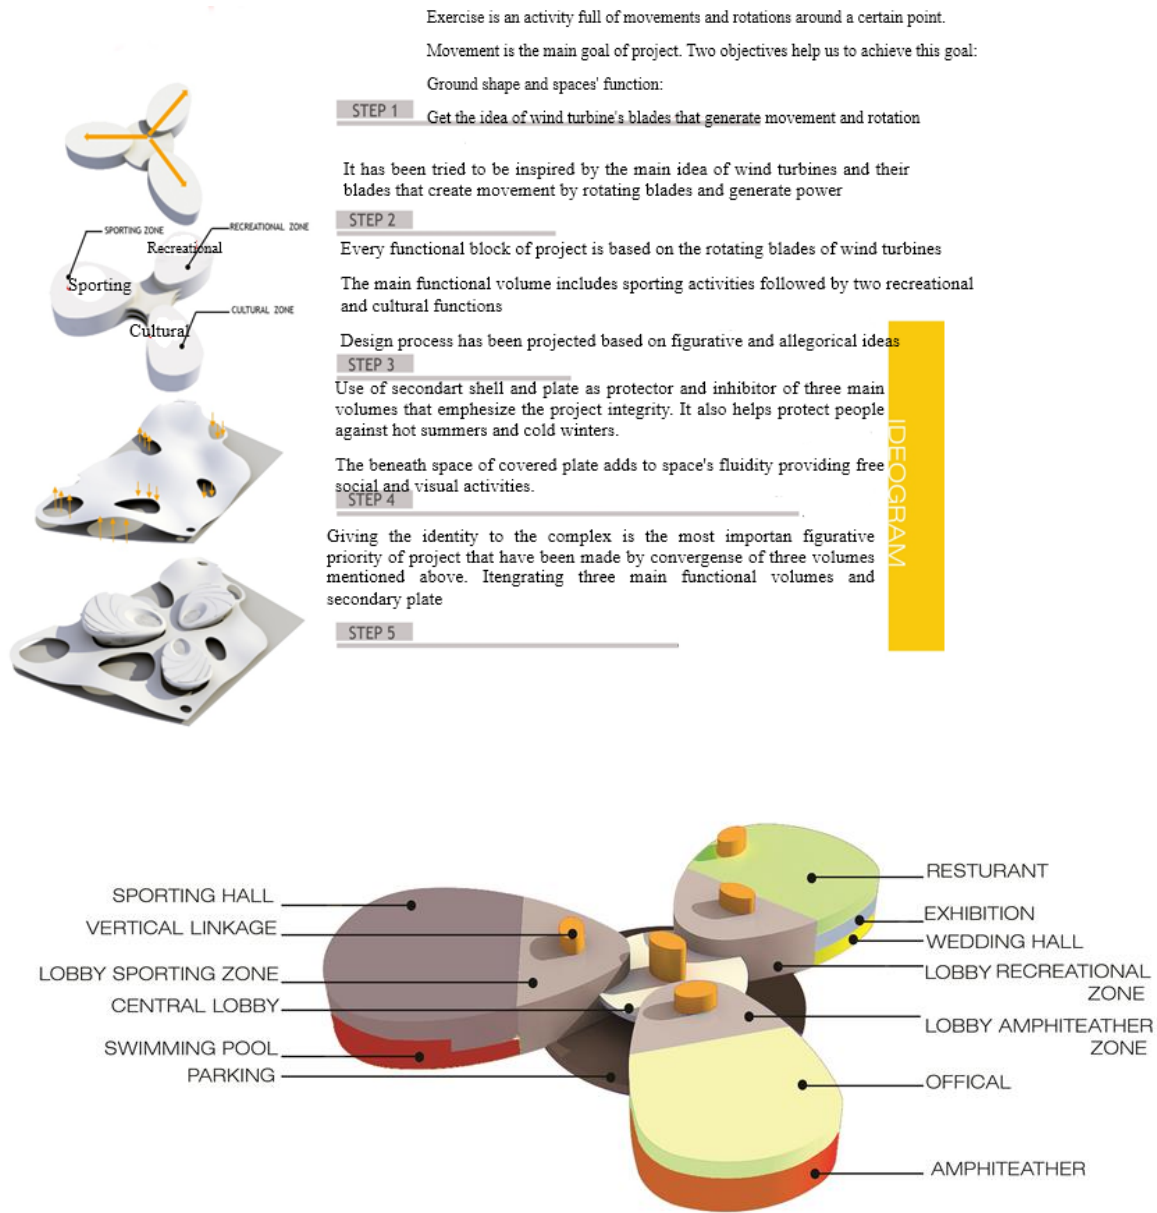 Exercise is an activity full of movements and rotations around a certain point.
Movement is the main goal of project. Two objectives help us to achieve this goal:
Ground shape and spaces' function:
STEP 1
Get the idea of wind turbine's blades that generate movement and rotation
It has been tried to be inspired by the main idea of wind turbines and their
blades that create movement by rotating blades and generate power
STEP 2
SPORTING ZONE
RECREATIONAL ZONE
Recreational
Sporting
CULTURAL ZONE
Cultural
Every functional block of project is based on the rotating blades of wind turbines
The main functional volume includes sporting activities followed by two recreational
and cultural functions
Design process has been projected based on figurative and allegorical ideas
STEP 3
Use of secondart shell and plate as protector and inhibitor of three main
volumes that emphesize the project integrity. It also helps protect people
against hot summers and cold winters.
The beneath space of covered plate adds to space's fluidity providing free
social and visual activities.
STEP 4
IDEOGRAM
Giving the identity to the complex is the most importan figurative
priority of project that have been made by convergense of three volumes
mentioned above. Itengrating three main functional volumes and
secondary plate
STEP 5
SPORTING HALL
VERTICAL LINKAGE
LOBBY SPORTING ZONE
CENTRAL LOBBY
SWIMMING POOL
PARKING
RESTURANT
EXHIBITION
WEDDING HALL
LOBBY RECREATIONAL
ZONE
LOBBY AMPHITEATHER
ZONE
OFFICAL
AMPHITEATHER